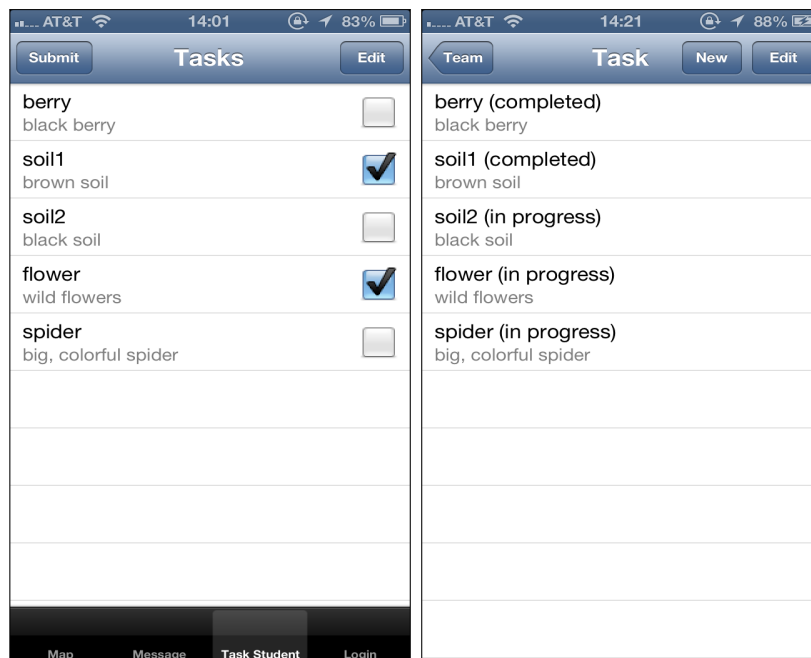 AT&T 14:01 83%
Submit Tasks Edit
berry
black berry
soil1
brown soil
soil2
black soil
flower
wild flowers
spider
big, colorful spider
Map Message Task Student Login
AT&T 14:21 88%
Team Task New Edit
berry (completed)
black berry
soil1 (completed)
brown soil
soil2 (in progress)
black soil
flower (in progress)
wild flowers
spider (in progress)
big, colorful spider